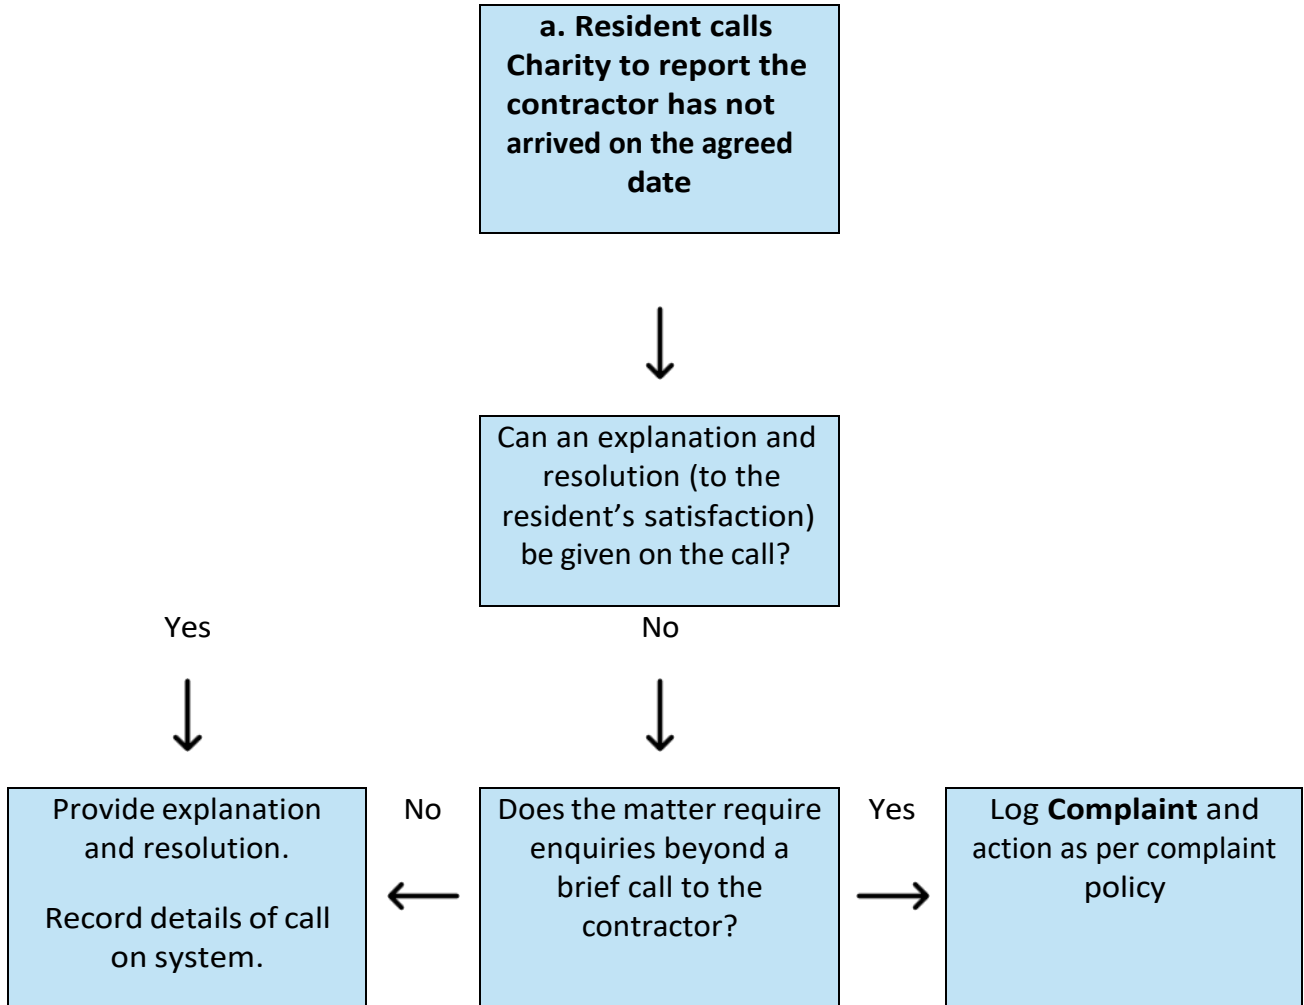 a. Resident calls
Charity to report the
contractor has not
arrived on the agreed
date
Can an explanation and
resolution (to the
resident’s satisfaction)
be given on the call?
Yes
No
Provide explanation
and resolution.
Record details of call
on system.
No
Does the matter require
enquiries beyond a
brief call to the
contractor?
Yes
Log Complaint and
action as per complaint
policy